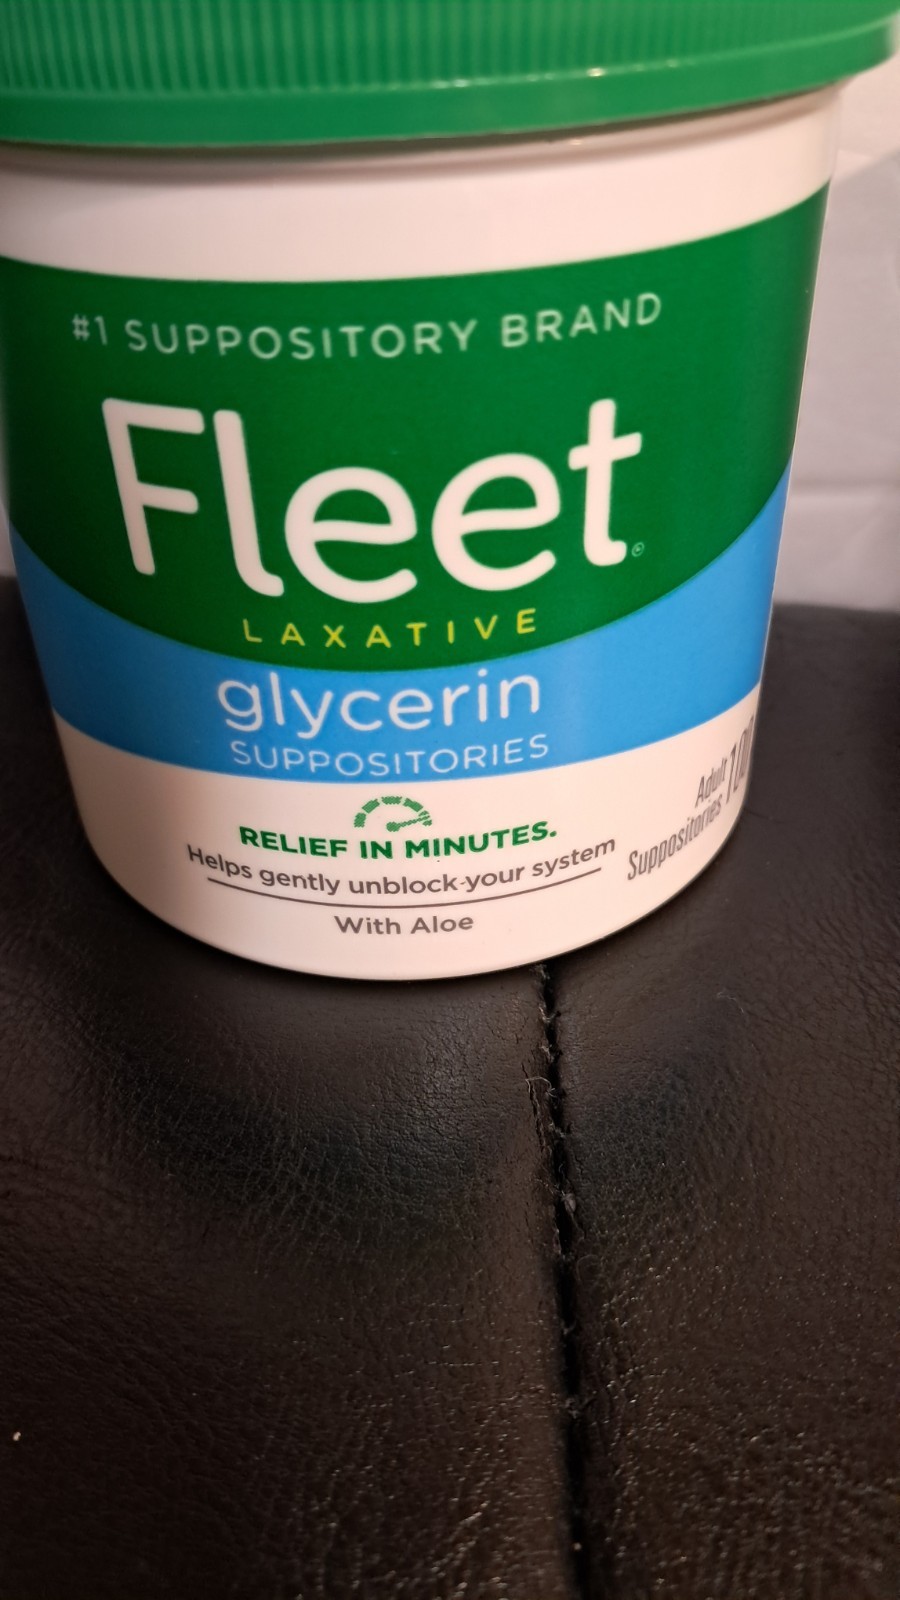 #1 SUPPOSITORY BRAND
Fleet
LAXATIVE
glycerin
SUPPOSITORIES
RELIEF IN MINUTES.
Helps gently unblock your system
With Aloe
Adult
Suppositories